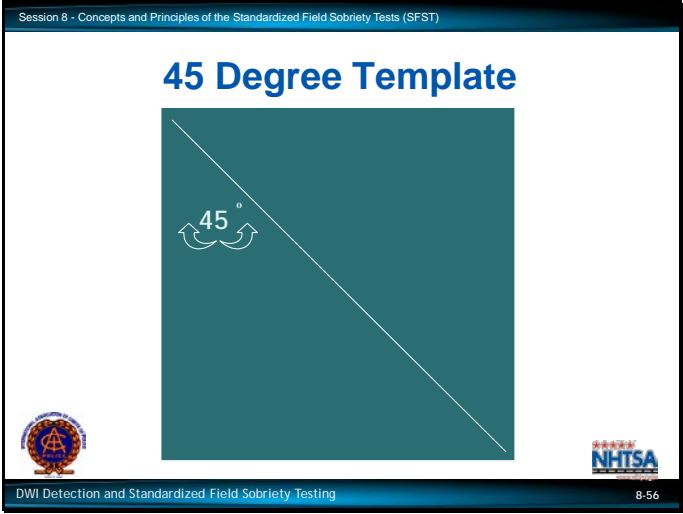 Session 8 - Concepts and Principles of the Standardized Field Sobriety Tests (SFST)
45 Degree Template
45 °
POLICE
NHTSA
DWI Detection and Standardized Field Sobriety Testing
8-56